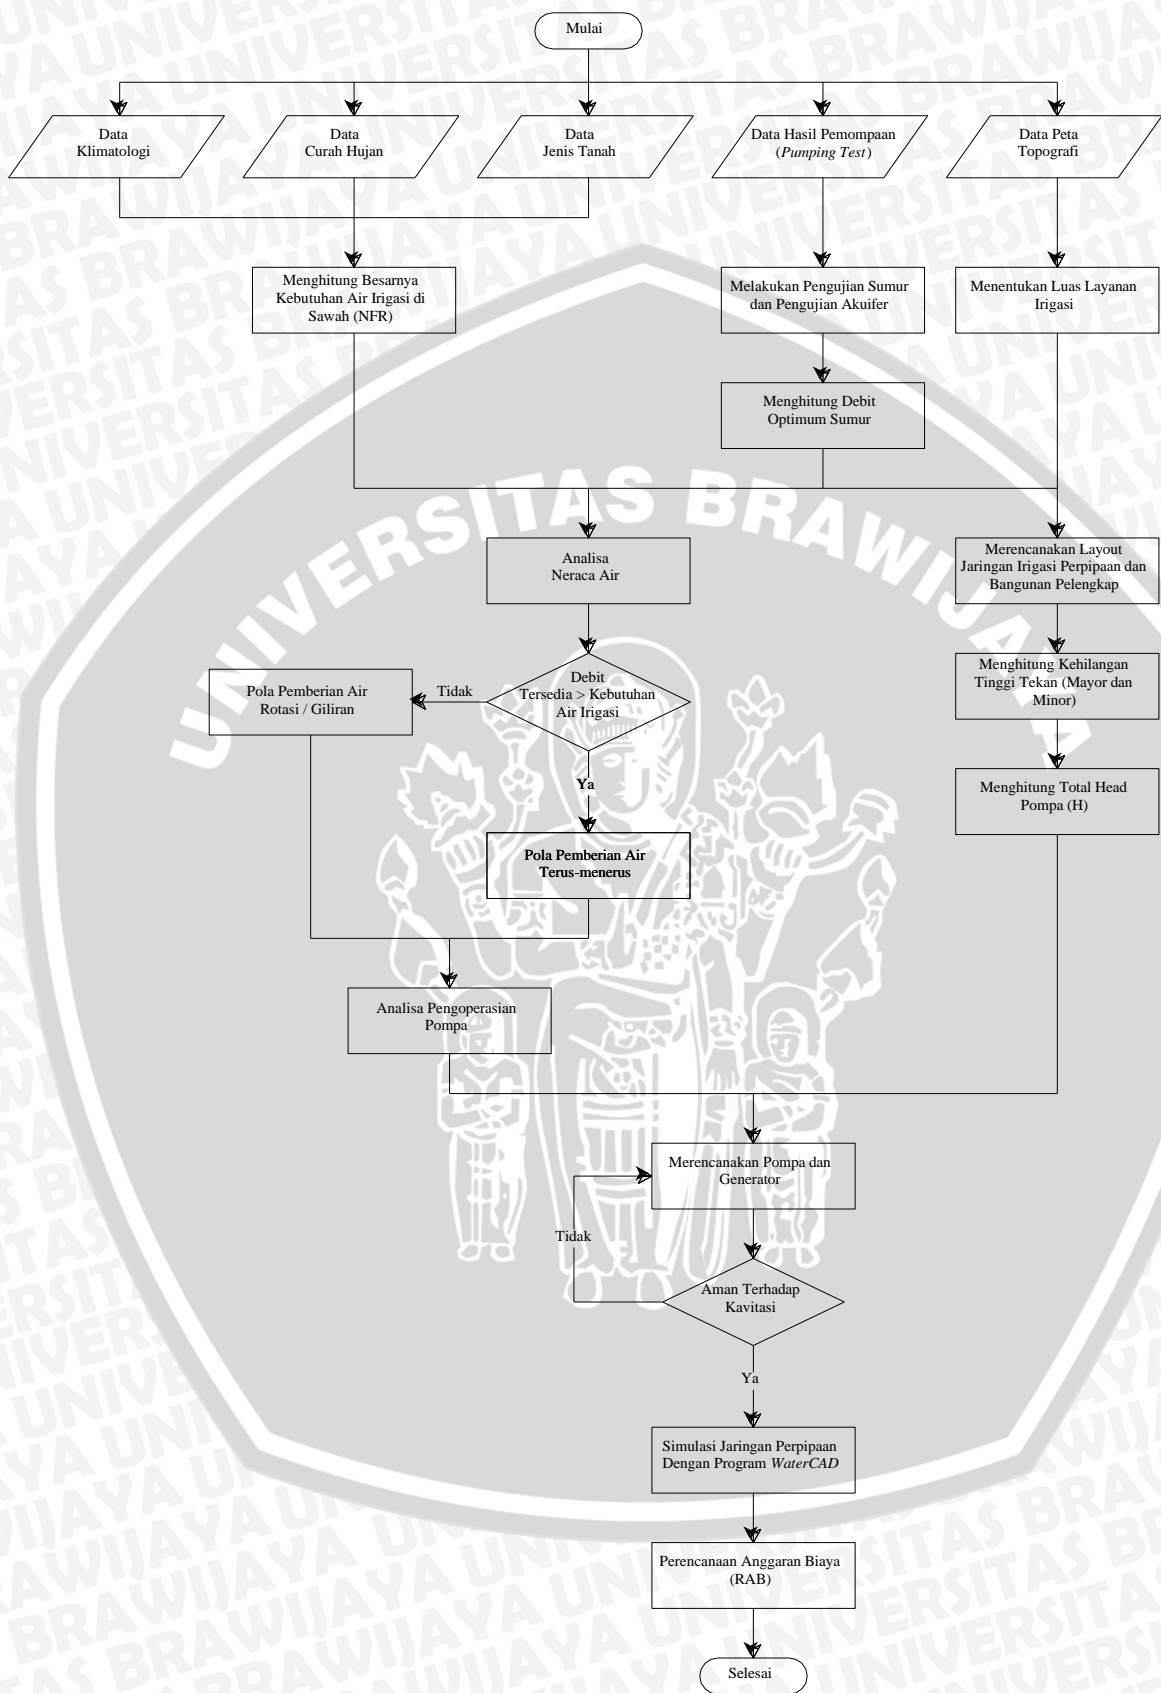 Mulai
Data
Klimatologi
Data
Curah Hujan
Data
Jenis Tanah
Data Hasil Pemompaan
(Pumping Test)
Data Peta
Topografi
Menghitung Besarnya
Kebutuhan Air Irigasi di
Sawah (NFR)
Melakukan Pengujian Sumur
dan Pengujian Akuifer
Menentukan Luas Layanan
Irigasi
Menghitung Debit
Optimum Sumur
UNIVERSITAS BRAWIJAYA
Analisa
Neraca Air
Merencanakan Layout
Jaringan Irigasi Perpipaan dan
Bangunan Pelengkap
Debit
Tersedia > Kebutuhan
Air Irigasi
Tidak
Pola Pemberian Air
Rotasi / Giliran
Menghitung Kehilangan
Tinggi Tekan (Mayor dan
Minor)
Ya
Menghitung Total Head
Pompa (H)
Pola Pemberian Air
Terus-menerus
Analisa Pengoperasian
Pompa
Merencanakan Pompa dan
Generator
Tidak
Aman Terhadap
Kavitasi
Ya
Simulasi Jaringan Perpipaan
Dengan Program WaterCAD
Perencanaan Anggaran Biaya
(RAB)
Selesai